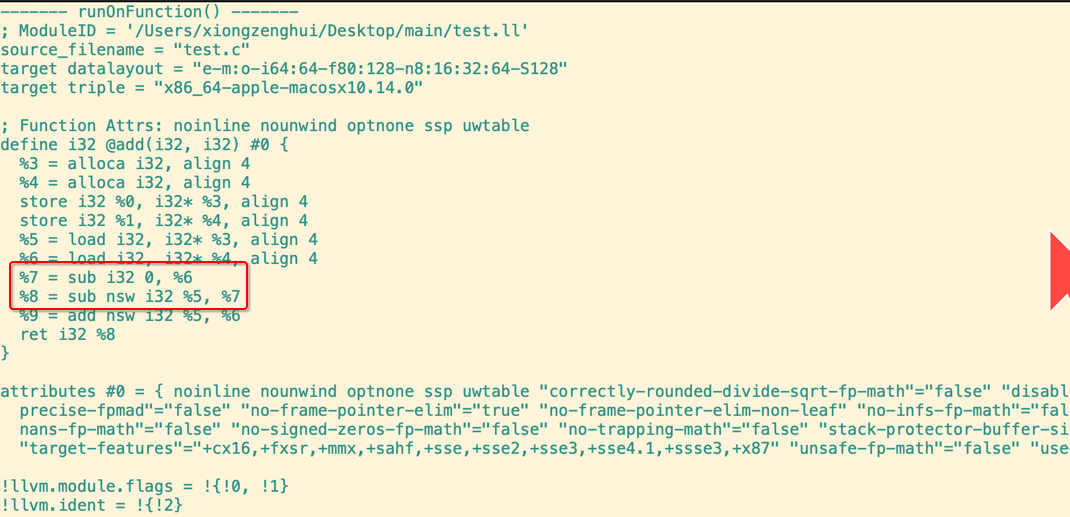 ------- runOnFunction() -------
; ModuleID = '/Users/xiongzenghui/Desktop/main/test.ll'
source_filename = "test.c"
target datalayout = "e-m:o-i64:64-f80:128-n8:16:32:64-S128"
target triple = "x86_64-apple-macosx10.14.0"
; Function Attrs: noinline nounwind optnone ssp uwtable
define i32 @add(i32, i32) #0 {
%3 = alloca i32, align 4
%4 = alloca i32, align 4
store i32 %0, i32* %3, align 4
store i32 %1, i32* %4, align 4
%5 = load i32, i32* %3, align 4
%6 = load i32, i32* %4, align 4
%7 = sub i32 0, %6
%8 = sub nsw i32 %5, %7
%9 = add nsw i32 %5, %6
ret i32 %8
}
attributes #0 = { noinline nounwind optnone ssp uwtable "correctly-rounded-divide-sqrt-fp-math"="false" "disabl
precise-fpmad"="false" "no-frame-pointer-elim"="true" "no-frame-pointer-elim-non-leaf" "no-infs-fp-math"="fal
nans-fp-math"="false" "no-signed-zeros-fp-math"="false" "no-trapping-math"="false" "stack-protector-buffer-si
"target-features"="+cx16,+fxsr,+mmx,+sahf,+sse,+sse2,+sse3,+sse4.1,+ssse3,+x87" "unsafe-fp-math"="false" "use
!llvm.module.flags = !{!0, !1}
!llvm.ident = !{!2}